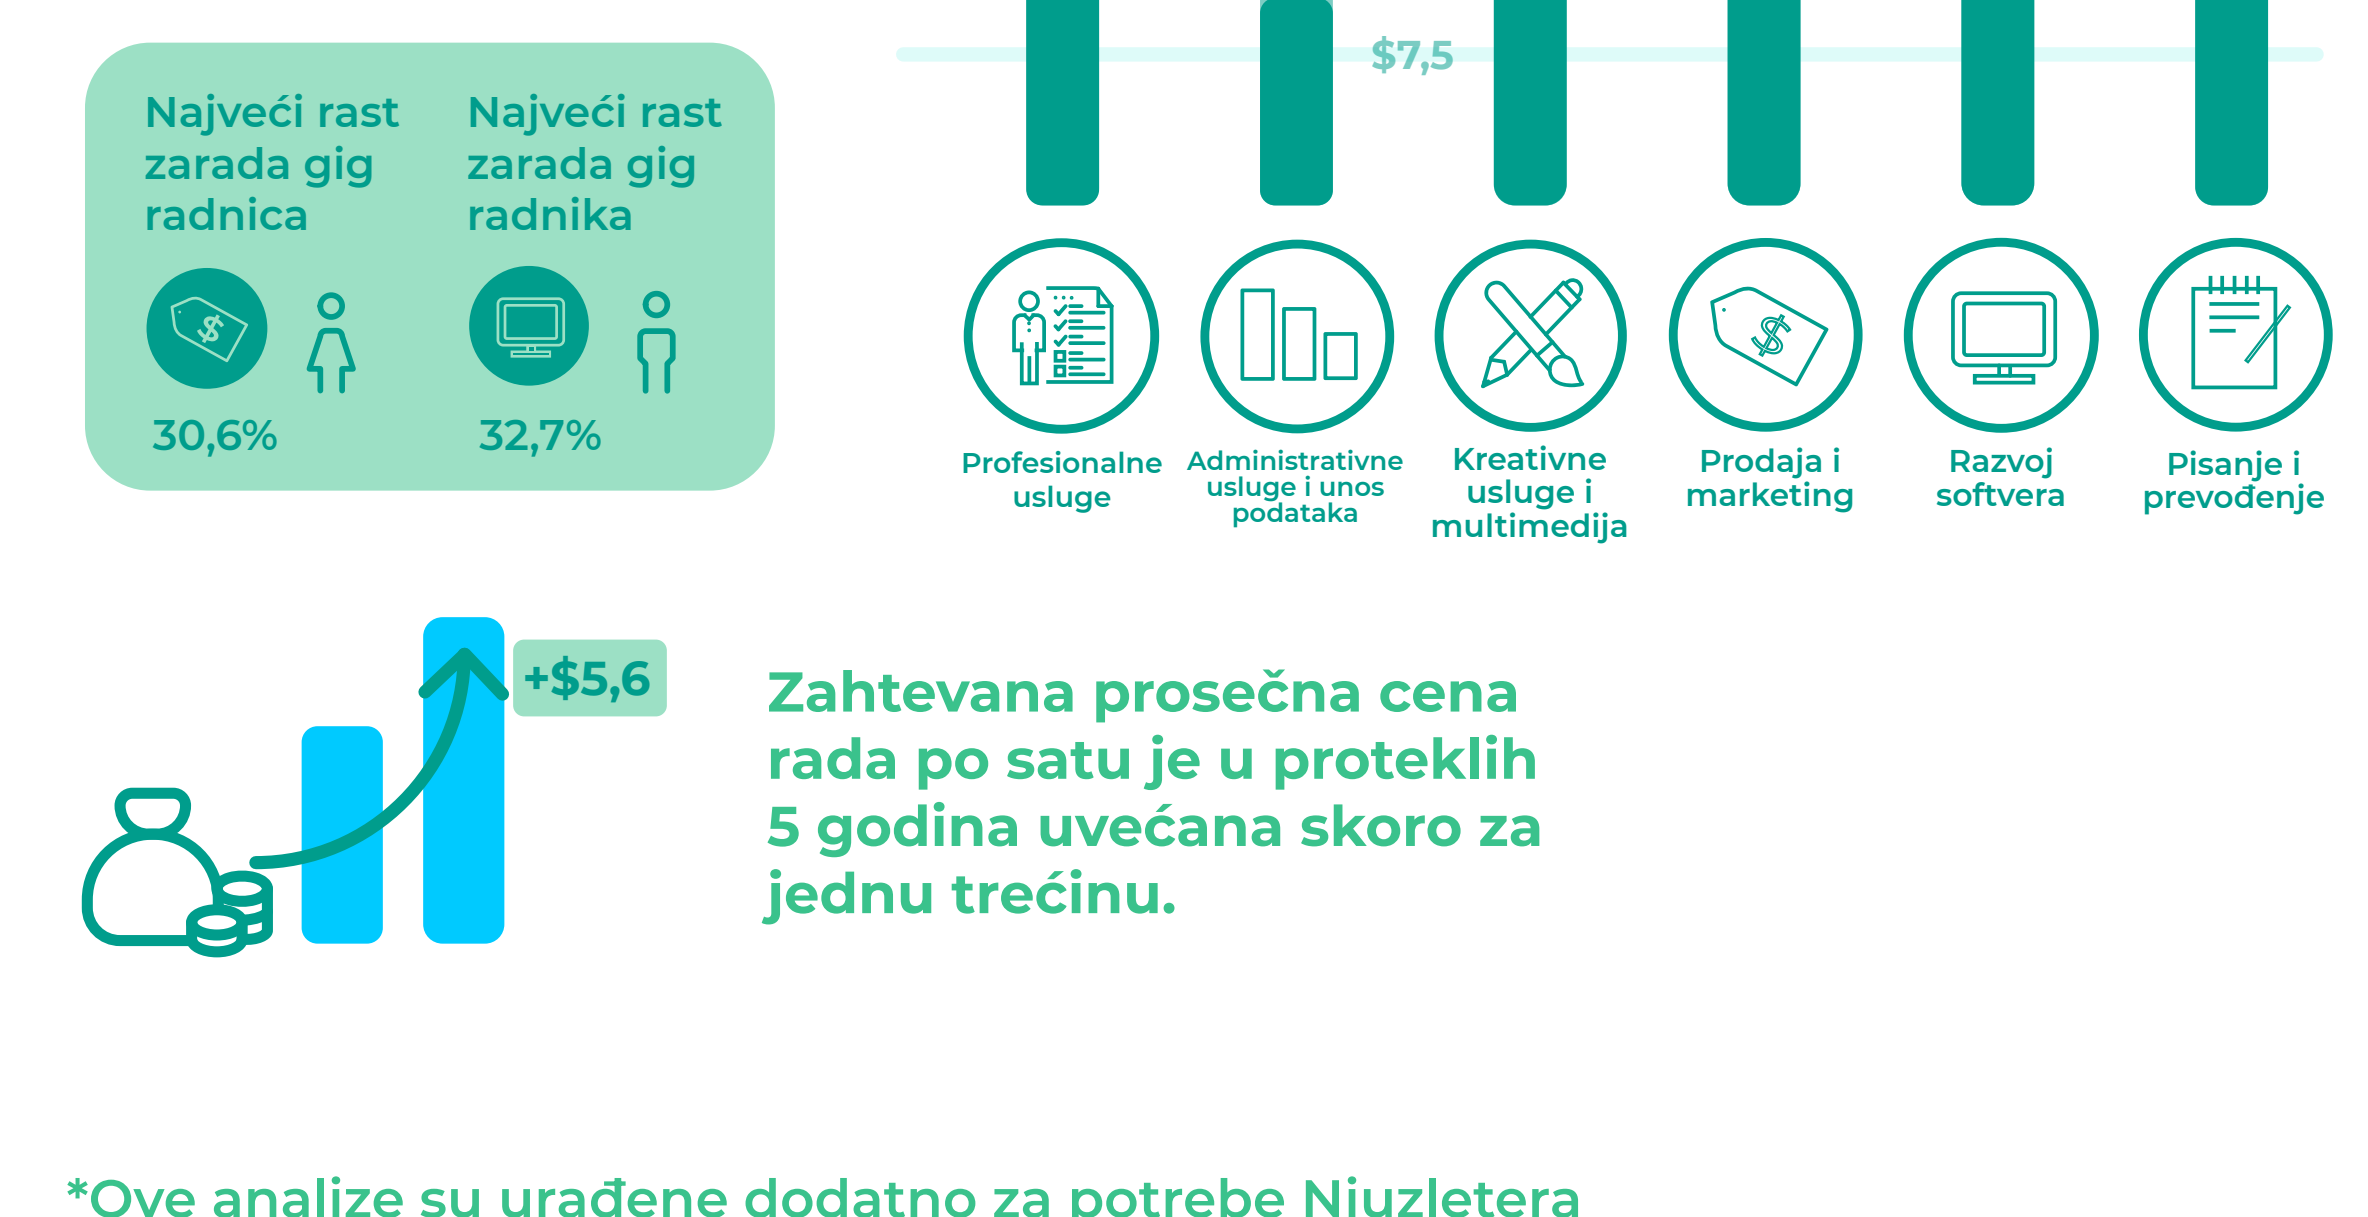 $7,5
Najveći rast
zarada gig
radnica
30,6%
Najveći rast
zarada gig
radnika
32,7%
Profesionalne
usluge
Administrativne
usluge i unos
podataka
Kreativne
usluge i
multimedija
Prodaja i
marketing
Razvoj
softvera
Pisanje i
prevođenje
+$5,6
Zahtevana prosečna cena
rada po satu je u proteklih
5 godina uvećana skoro za
jednu trećinu.
*Ove analize su urađene dodatno za potrebe Niuzletera